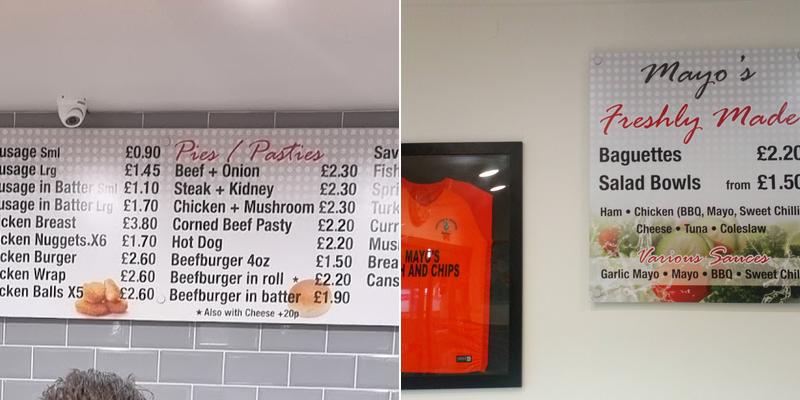 usage Sml £0.90
usage Lrg £1.45
usage in Batter Sml £1.10
usage in Batter Lrg £1.70
cken Breast £3.80
cken Nuggets.X6 £1.70
cken Burger £2.60
cken Wrap £2.60
cken Balls X5 £2.60
Pies / Pasties
Beef + Onion £2.30
Steak + Kidney £2.30
Chicken + Mushroom £2.30
Corned Beef Pasty £2.20
Hot Dog £2.20
Beefburger 4oz £1.50
Beefburger in roll * £2.20
Beefburger in batter £1.90
* Also with Cheese +20p
Sav
Fish
Spri
Turk
Curr
Mus
Brea
Cans
MAYO'S
H AND CHIPS
Mayo's
Freshly Made
Baguettes £2.20
Salad Bowls from £1.50
Ham • Chicken (BBQ, Mayo, Sweet Chilli
Cheese • Tuna • Coleslaw
Various Sauces
Garlic Mayo • Mayo • BBQ • Sweet Chil